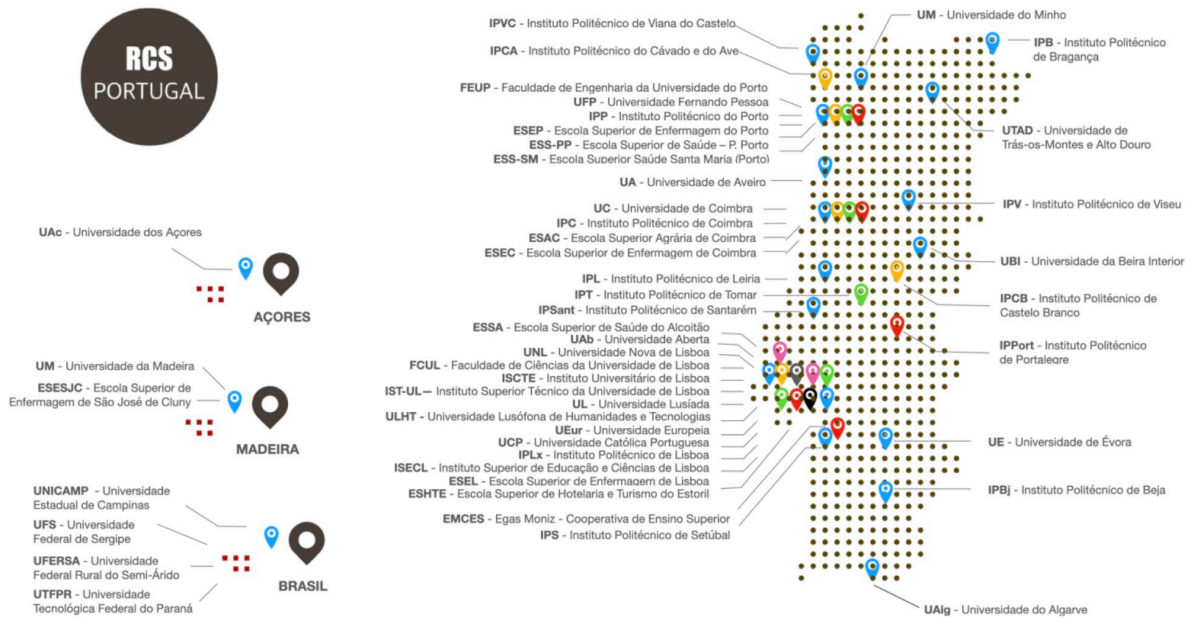 RCS
PORTUGAL
UAc - Universidade dos Açores
AÇORES
UM - Universidade da Madeira
ESESJC - Escola Superior de
Enfermagem de São José de Cluny
MADEIRA
UNICAMP - Universidade
Estadual de Campinas
UFS - Universidade
Federal de Sergipe
UFERSA - Universidade
Federal Rural do Semi-Árido
UTFPR - Universidade
Tecnológica Federal do Paraná
BRASIL
IPVC - Instituto Politécnico de Viana do Castelo
IPCA - Instituto Politécnico do Cávado e do Ave
FEUP - Faculdade de Engenharia da Universidade do Porto
UFP - Universidade Fernando Pessoa
IPP - Instituto Politécnico do Porto
ESEP - Escola Superior de Enfermagem do Porto
ESS-PP - Escola Superior de Saúde – P. Porto
ESS-SM - Escola Superior Saúde Santa Maria (Porto)
UA - Universidade de Aveiro
UC - Universidade de Coimbra
IPC - Instituto Politécnico de Coimbra
ESAC - Escola Superior Agrária de Coimbra
ESEC - Escola Superior de Enfermagem de Coimbra
IPL - Instituto Politécnico de Leiria
IPT - Instituto Politécnico de Tomar
IPSant - Instituto Politécnico de Santarém
ESSA - Escola Superior de Saúde do Alcoitão
UAb - Universidade Aberta
UNL - Universidade Nova de Lisboa
FCUL - Faculdade de Ciências da Universidade de Lisboa
ISCTE - Instituto Universitário de Lisboa
IST-UL— Instituto Superior Técnico da Universidade de Lisboa
UL - Universidade Lusíada
ULHT - Universidade Lusófona de Humanidades e Tecnologias
UEur - Universidade Europeia
UCP - Universidade Católica Portuguesa
IPLx - Instituto Politécnico de Lisboa
ISECL - Instituto Superior de Educação e Ciências de Lisboa
ESEL - Escola Superior de Enfermagem de Lisboa
ESHTE - Escola Superior de Hotelaria e Turismo do Estoril
EMCES - Egas Moniz - Cooperativa de Ensino Superior
IPS - Instituto Politécnico de Setúbal
UM - Universidade do Minho
IPB - Instituto Politécnico
de Bragança
UTAD - Universidade de
Trás-os-Montes e Alto Douro
IPV - Instituto Politécnico de Viseu
UBI - Universidade da Beira Interior
IPCB - Instituto Politécnico de
Castelo Branco
IPPort - Instituto Politécnico
de Portalegre
UE - Universidade de Évora
IPBj - Instituto Politécnico de Beja
UAlg - Universidade do Algarve